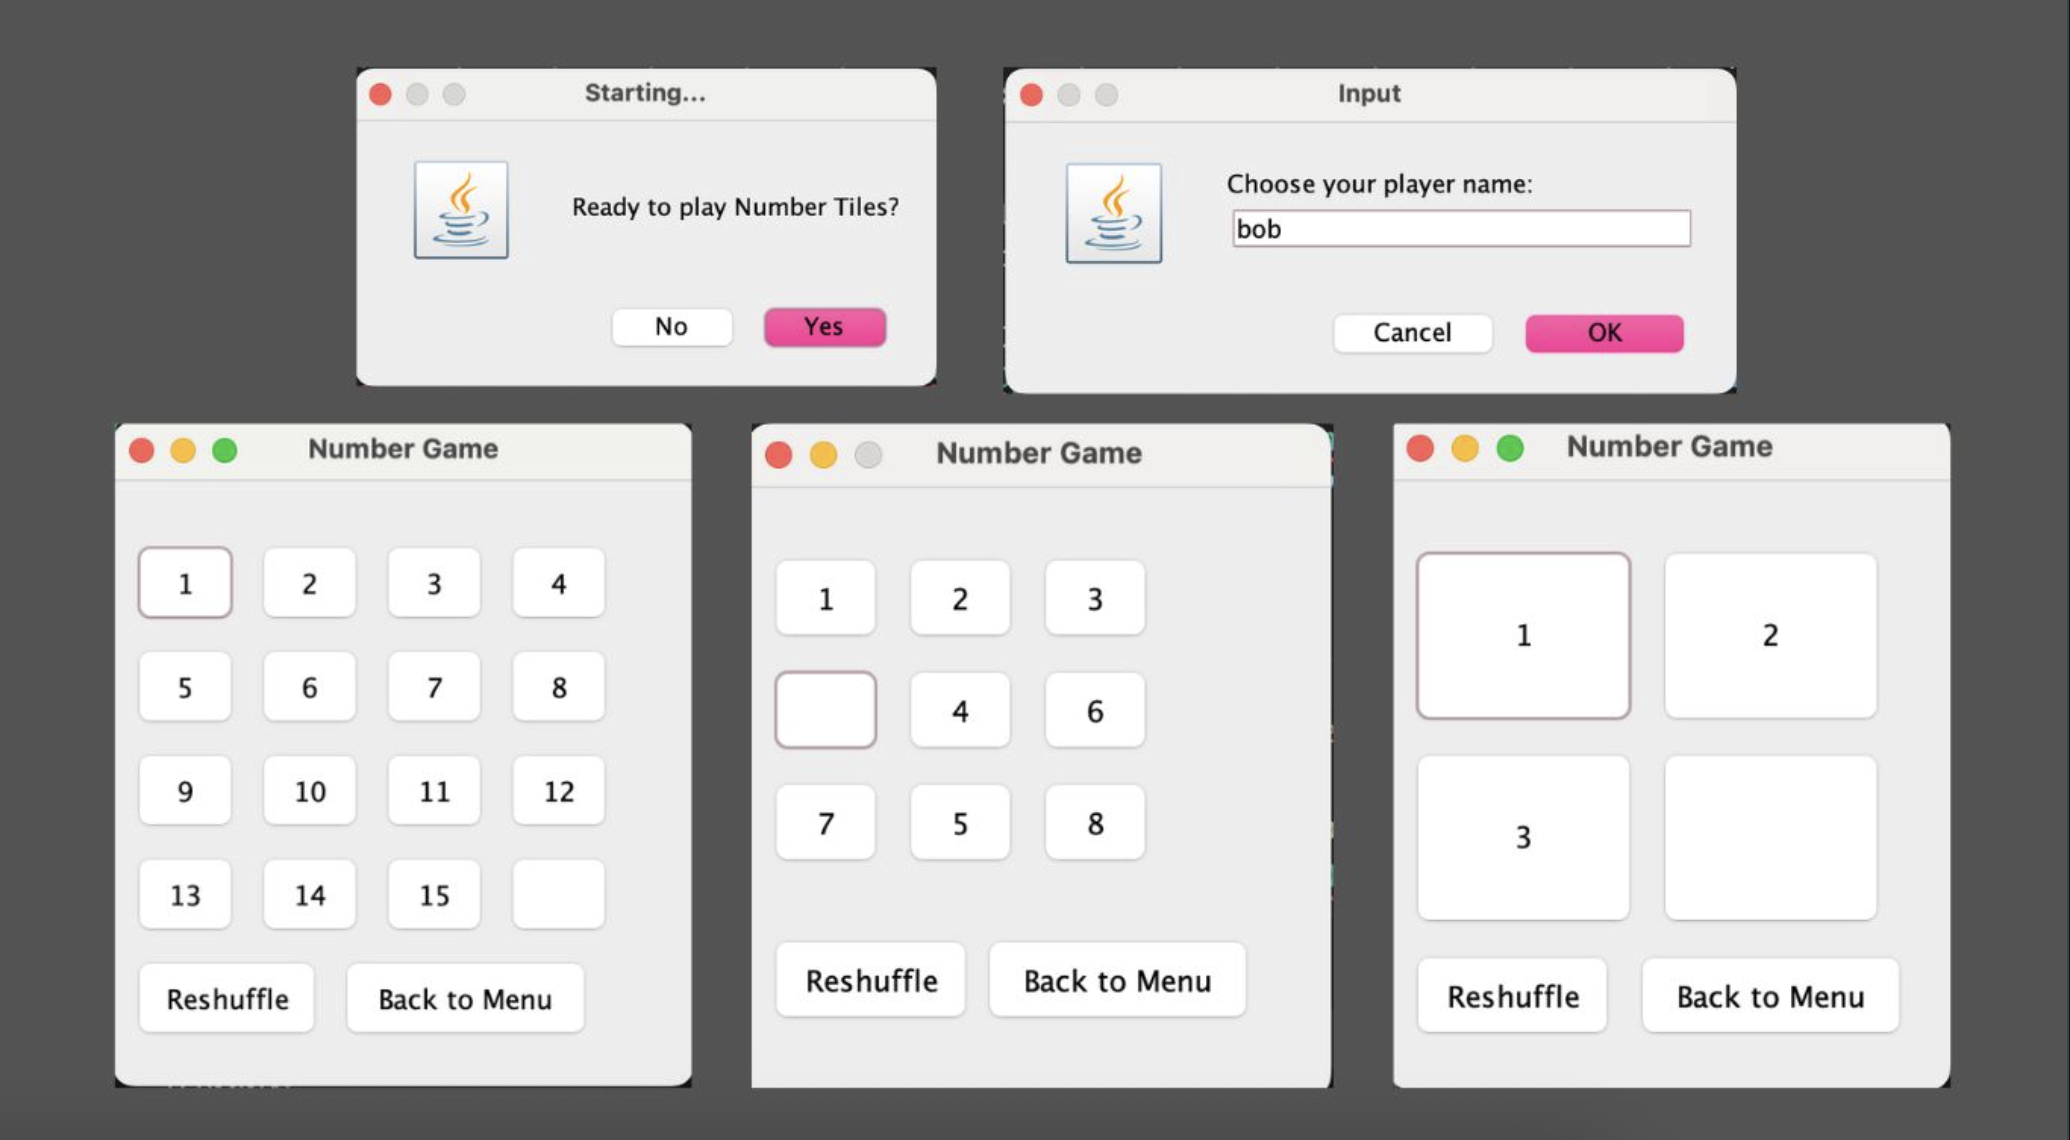 Starting...
Ready to play Number Tiles?
No Yes
Input
Choose your player name:
bob
Cancel OK
Number Game
1 2 3 4
5 6 7 8
9 10 11 12
13 14 15
Reshuffle Back to Menu
Number Game
1 2 3
4 6
7 5 8
Reshuffle Back to Menu
Number Game
1 2
3
Reshuffle Back to Menu